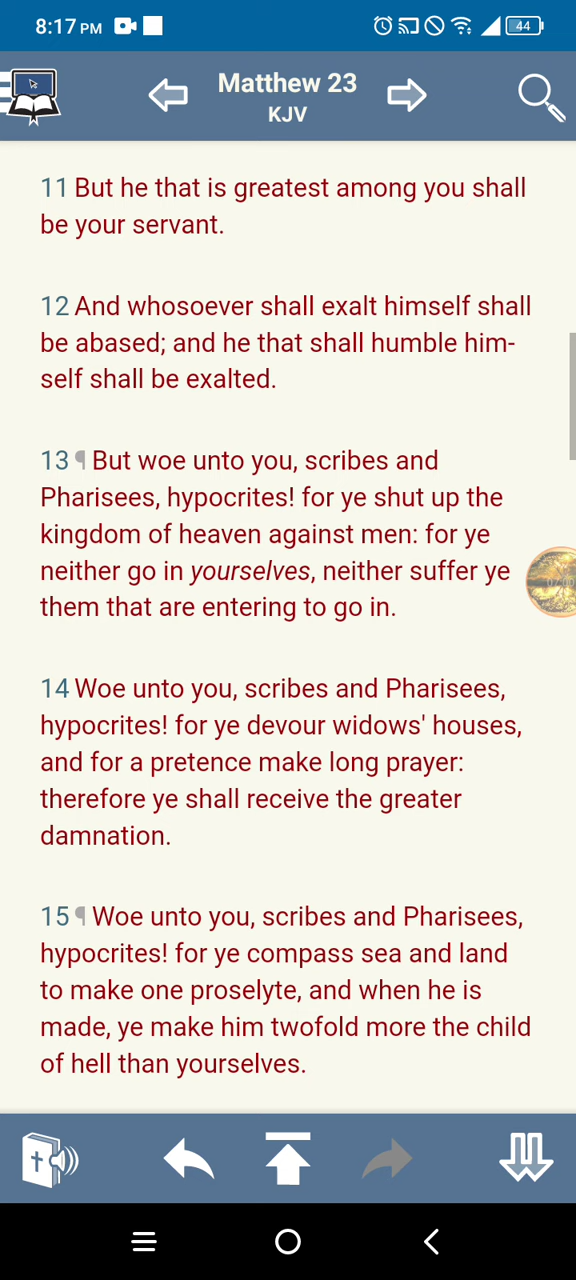 8:17 PM
44
Matthew 23
KJV
11 But he that is greatest among you shall
be your servant.
12 And whosoever shall exalt himself shall
be abased; and he that shall humble him-
self shall be exalted.
13 ¶ But woe unto you, scribes and
Pharisees, hypocrites! for ye shut up the
kingdom of heaven against men: for ye
neither go in yourselves, neither suffer ye
them that are entering to go in.
14 Woe unto you, scribes and Pharisees,
hypocrites! for ye devour widows' houses,
and for a pretence make long prayer:
therefore ye shall receive the greater
damnation.
15 ¶ Woe unto you, scribes and Pharisees,
hypocrites! for ye compass sea and land
to make one proselyte, and when he is
made, ye make him twofold more the child
of hell than yourselves.